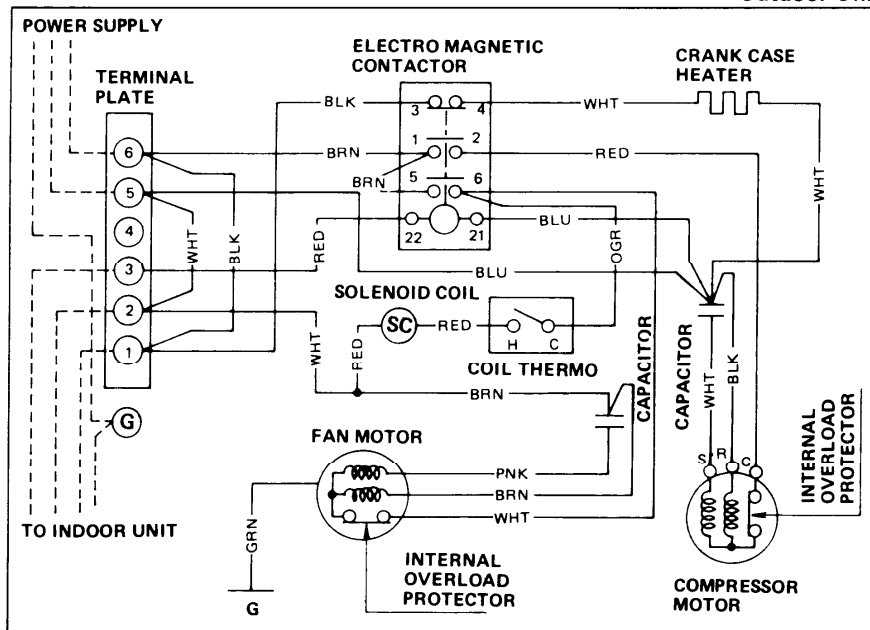 POWER SUPPLY
TERMINAL
PLATE
ELECTRO MAGNETIC
CONTACTOR
CRANK CASE
HEATER
BLK
3
4
WHT
6
BRN
1
2
RED
BRN
5
6
WHT
5
4
WHT
BLK
RED
22
21
BLU
OGR
3
BLU
2
SOLENOID COIL
SC
RED
H
C
1
WHT
RED
COIL THERMO
CAPACITOR
CAPACITOR
WHT
BLK
BRN
G
FAN MOTOR
PNK
BRN
WHT
S
R
C
INTERNAL
OVERLOAD
PROTECTOR
TO INDOOR UNIT
GRN
G
INTERNAL
OVERLOAD
PROTECTOR
COMPRESSOR
MOTOR